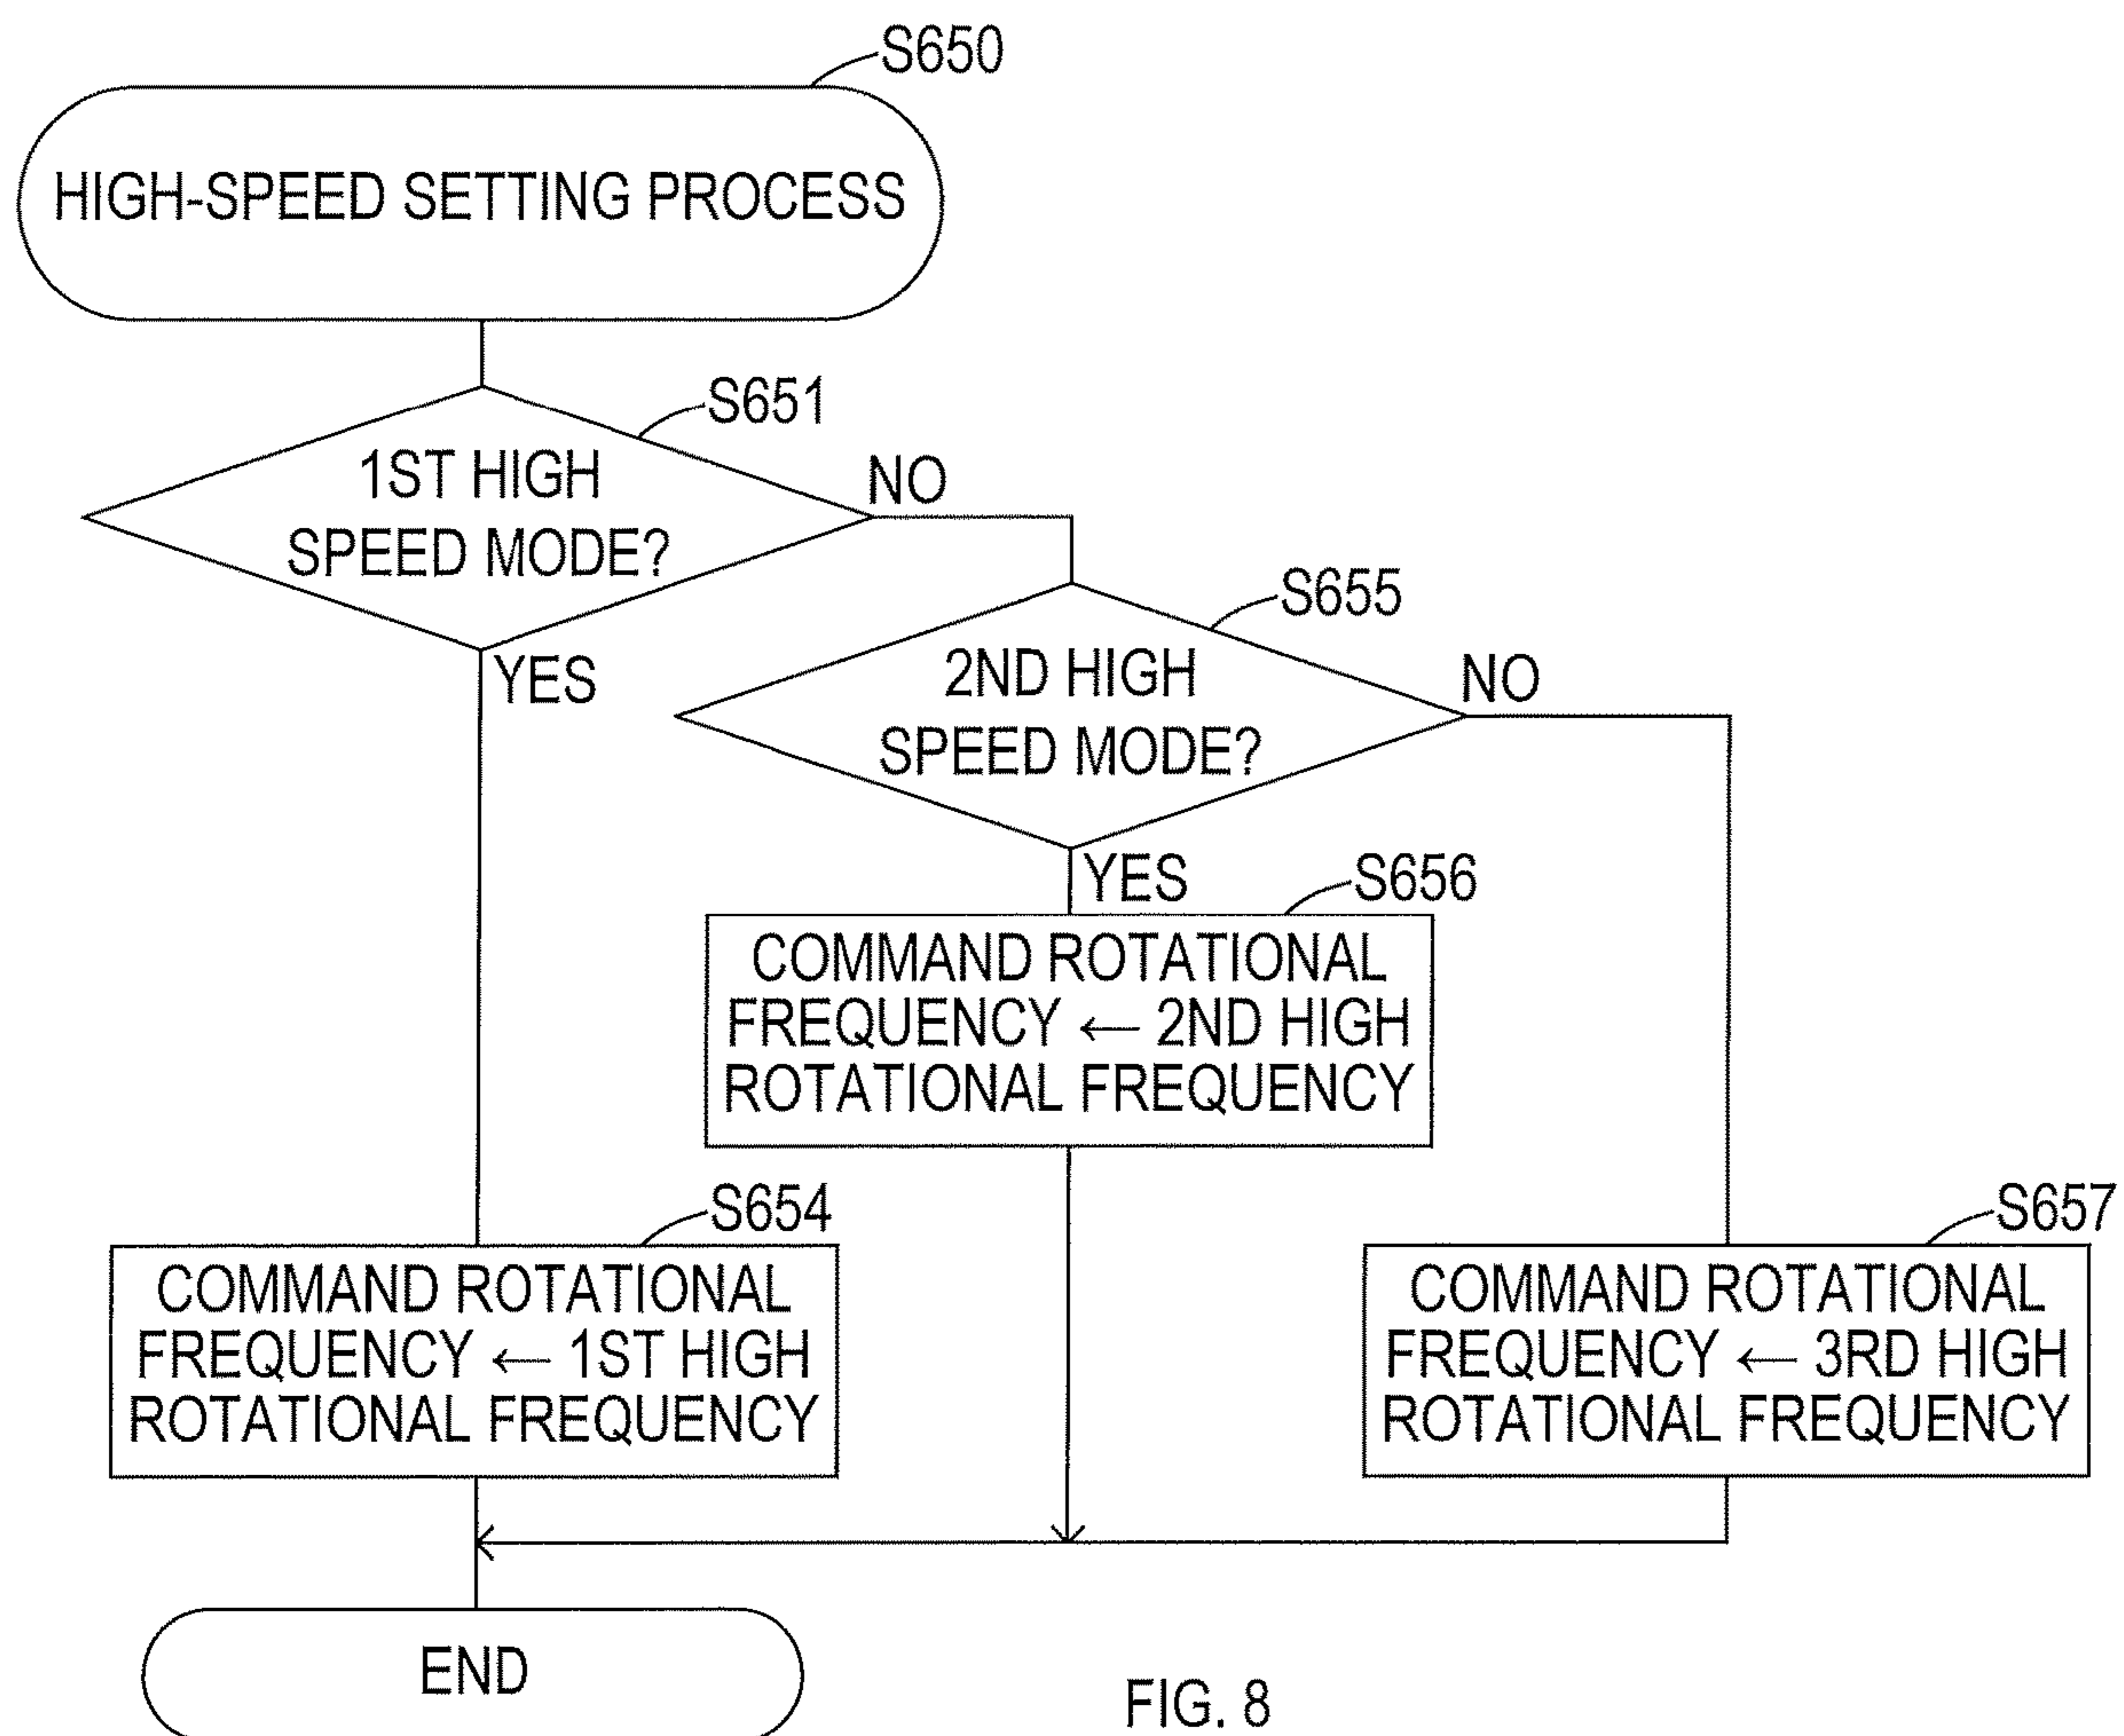 S650
HIGH-SPEED SETTING PROCESS
S651
1ST HIGH
SPEED MODE?
NO
YES
S655
2ND HIGH
SPEED MODE?
NO
YES
S656
COMMAND ROTATIONAL
FREQUENCY ← 2ND HIGH
ROTATIONAL FREQUENCY
S654
COMMAND ROTATIONAL
FREQUENCY ← 1ST HIGH
ROTATIONAL FREQUENCY
S657
COMMAND ROTATIONAL
FREQUENCY ← 3RD HIGH
ROTATIONAL FREQUENCY
END
FIG. 8